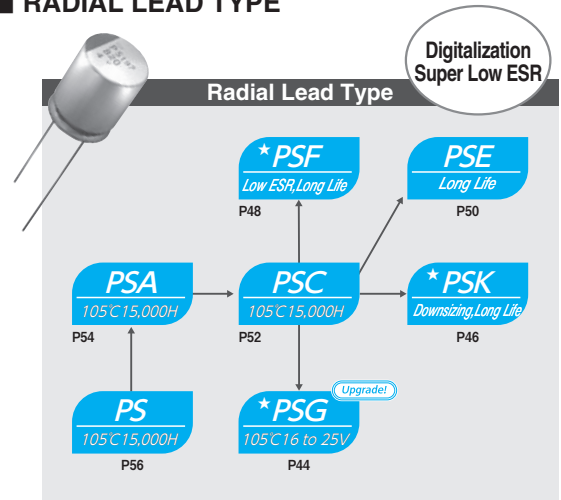 ■ RADIAL LEAD TYPE
Digitalization
Super Low ESR
Radial Lead Type
★PSF
Low ESR,Long Life
P48
PSE
Long Life
P50
PSA
105℃15,000H
P54
PSC
105℃15,000H
P52
★PSK
Downsizing,Long Life
P46
PS
105℃15,000H
P56
Upgrade!
★PSG
105℃16 to 25V
P44